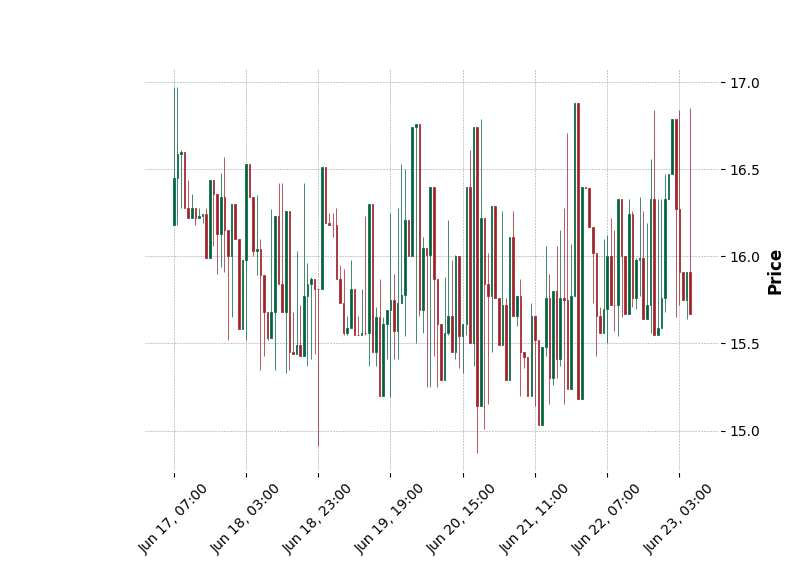 17.0
16.5
16.0
15.5
15.0
Price
Jun 17, 07:00
Jun 18, 03:00
Jun 18, 23:00
Jun 19, 19:00
Jun 20, 15:00
Jun 21, 11:00
Jun 22, 07:00
Jun 23, 03:00